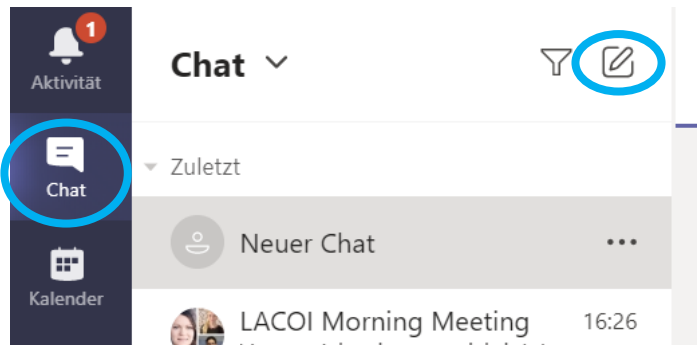 1
Aktivität
Chat
Kalender
Chat
Zuletzt
Neuer Chat
LACOI Morning Meeting 16:26